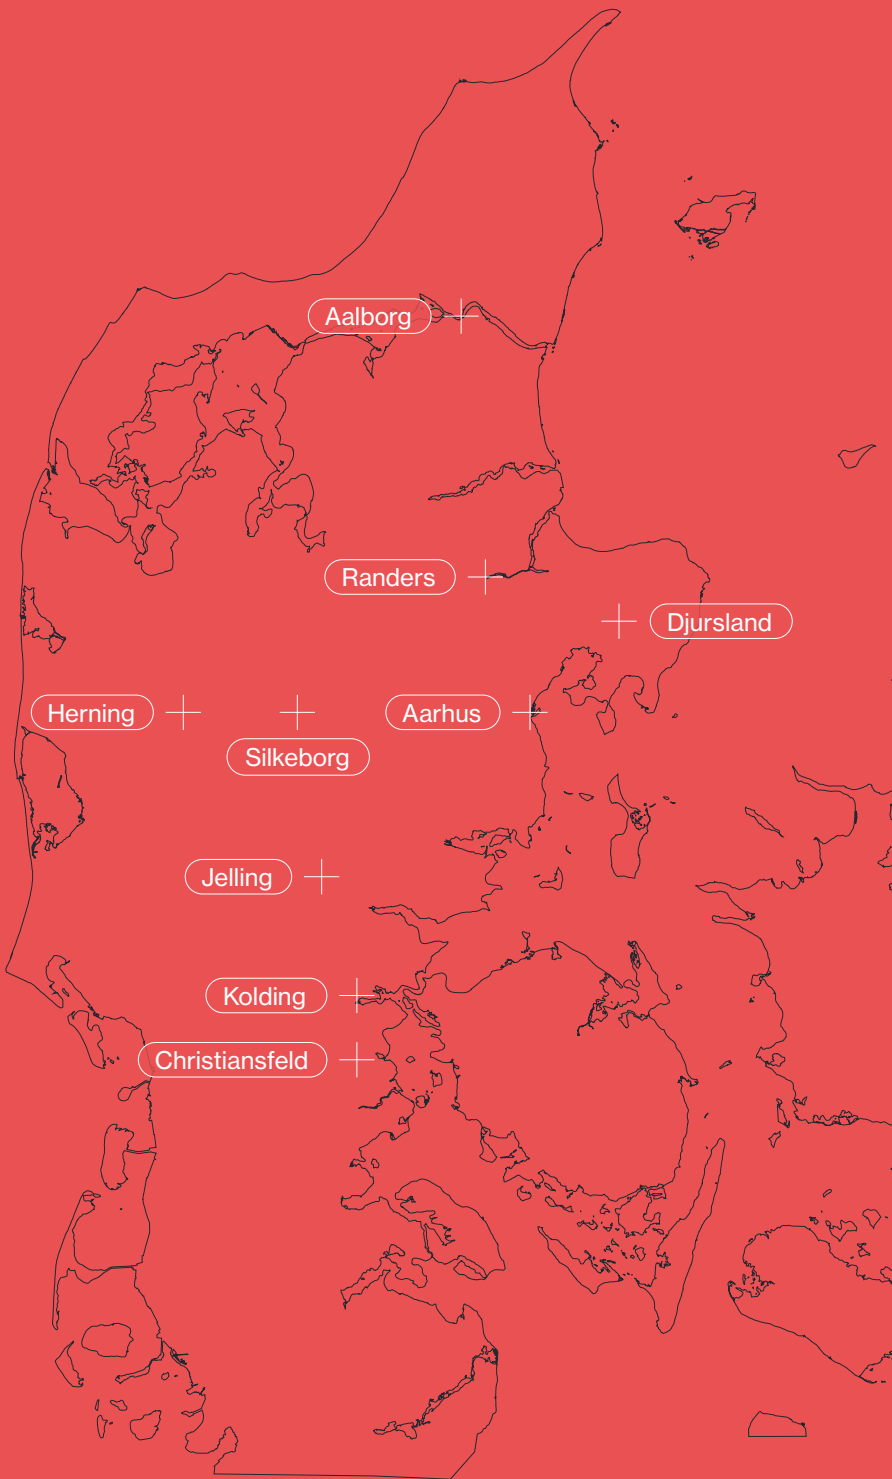 Aalborg
Randers
Djursland
Herning
Aarhus
Silkeborg
Jelling
Kolding
Christiansfeld